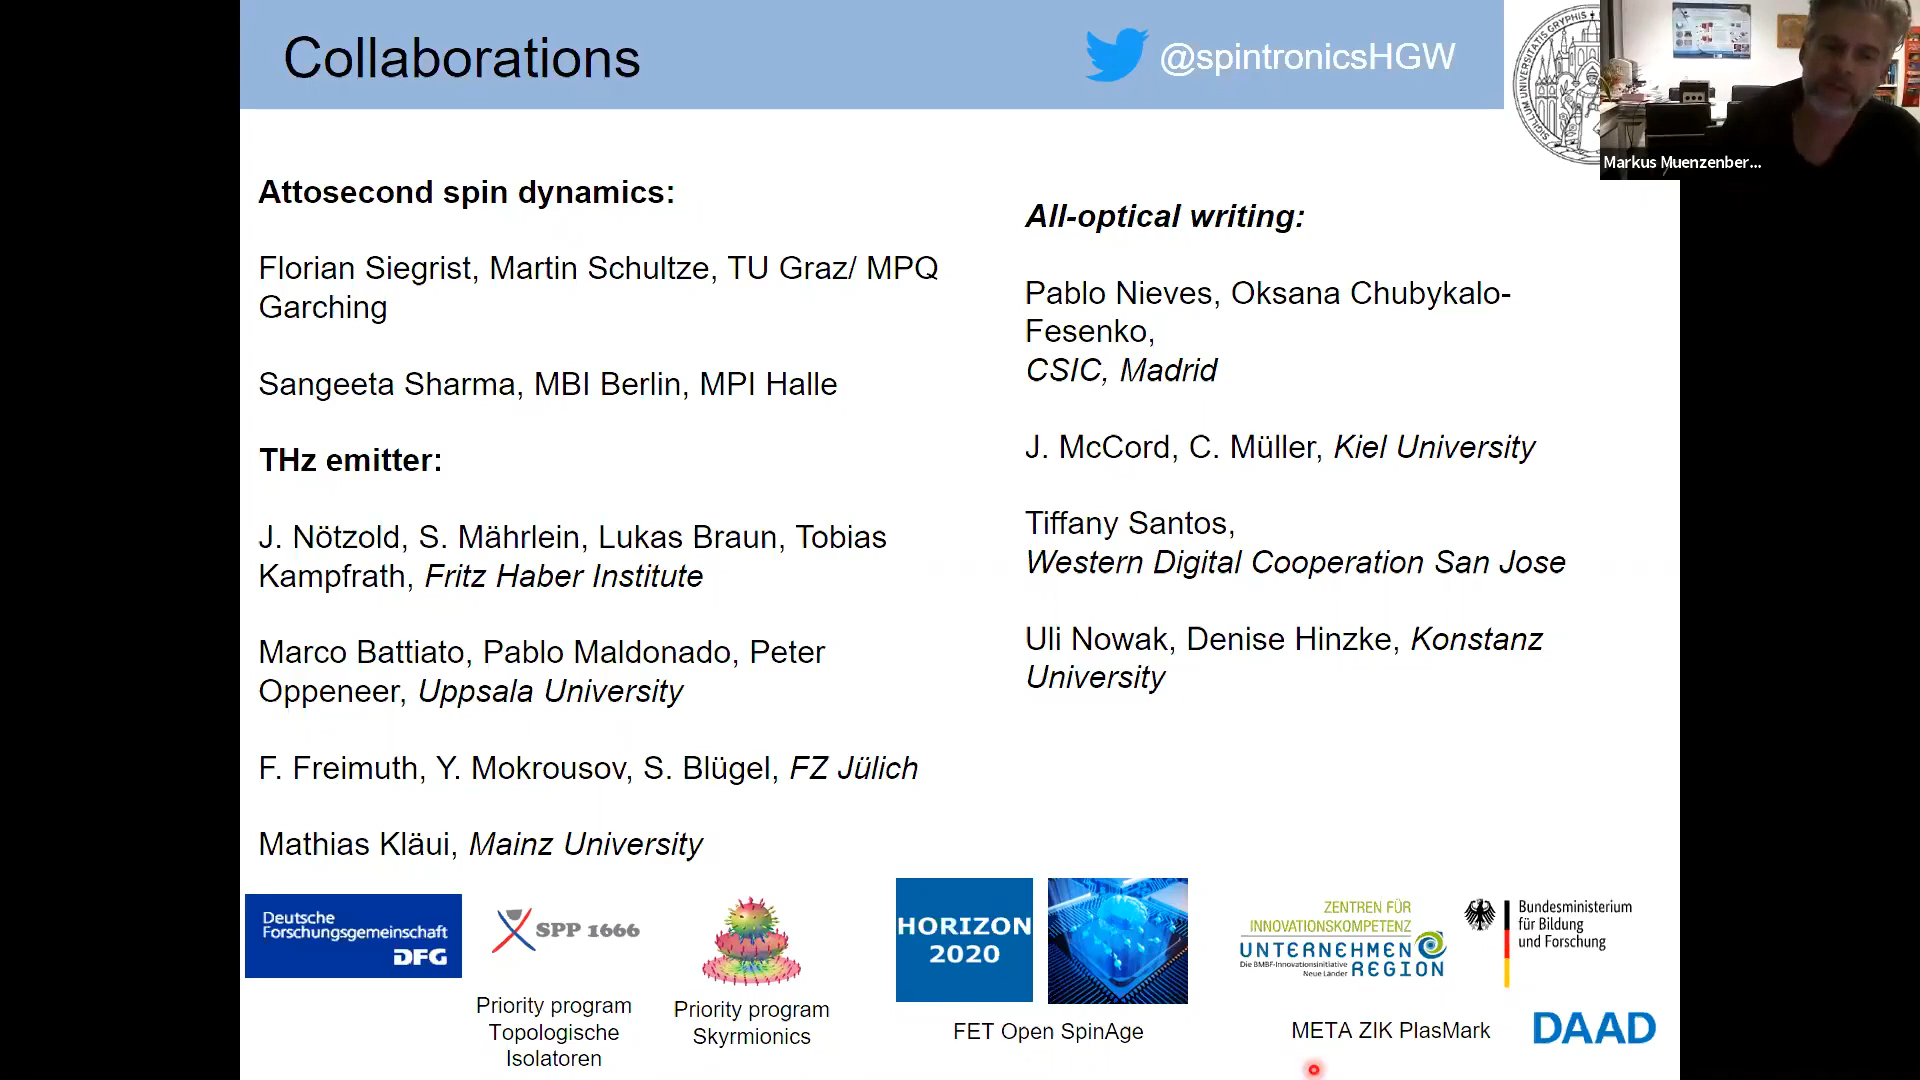 Collaborations
@spintronicsHGW
Markus Muenzenber...
Attosecond spin dynamics:
Florian Siegrist, Martin Schultze, TU Graz/ MPQ
Garching
Sangeeta Sharma, MBI Berlin, MPI Halle
THz emitter:
J. Nötzold, S. Mährlein, Lukas Braun, Tobias
Kampfrath, Fritz Haber Institute
Marco Battiato, Pablo Maldonado, Peter
Oppeneer, Uppsala University
F. Freimuth, Y. Mokrousov, S. Blügel, FZ Jülich
Mathias Kläui, Mainz University
All-optical writing:
Pablo Nieves, Oksana Chubykalo-
Fesenko,
CSIC, Madrid
J. McCord, C. Müller, Kiel University
Tiffany Santos,
Western Digital Cooperation San Jose
Uli Nowak, Denise Hinzke, Konstanz
University
Deutsche
Forschungsgemeinschaft
DFG
SPP 1666
Priority program
Topologische
Isolatoren
Priority program
Skyrmionics
HORIZON
2020
FET Open SpinAge
ZENTREN FÜR
INNOVATIONSKOMPETENZ
UNTERNEHMEN
Die BMBF-Innovationsinitiative
Neue Länder
REGION
META ZIK PlasMark
Bundesministerium
für Bildung
und Forschung
DAAD